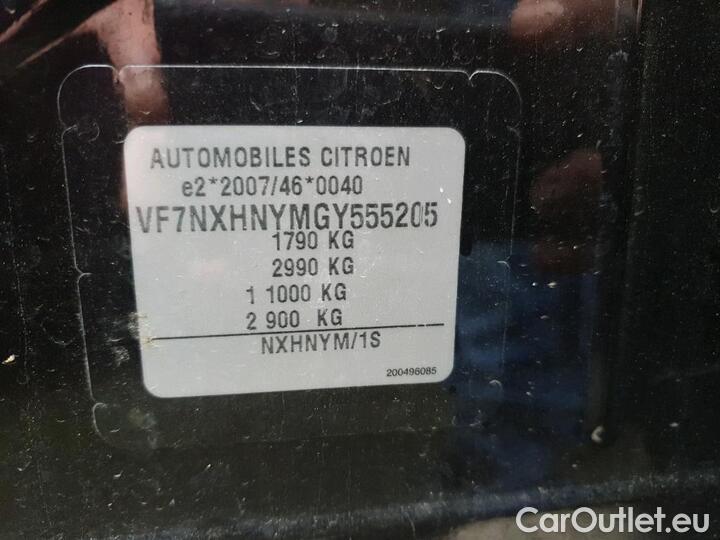 AUTOMOBILES CITROEN
e2*2007/46*0040
VF7NXHNYMGY555205
1790 KG
2990 KG
1 1000 KG
2 900 KG
NXHNYM/1S
200496085
CarOutlet.eu